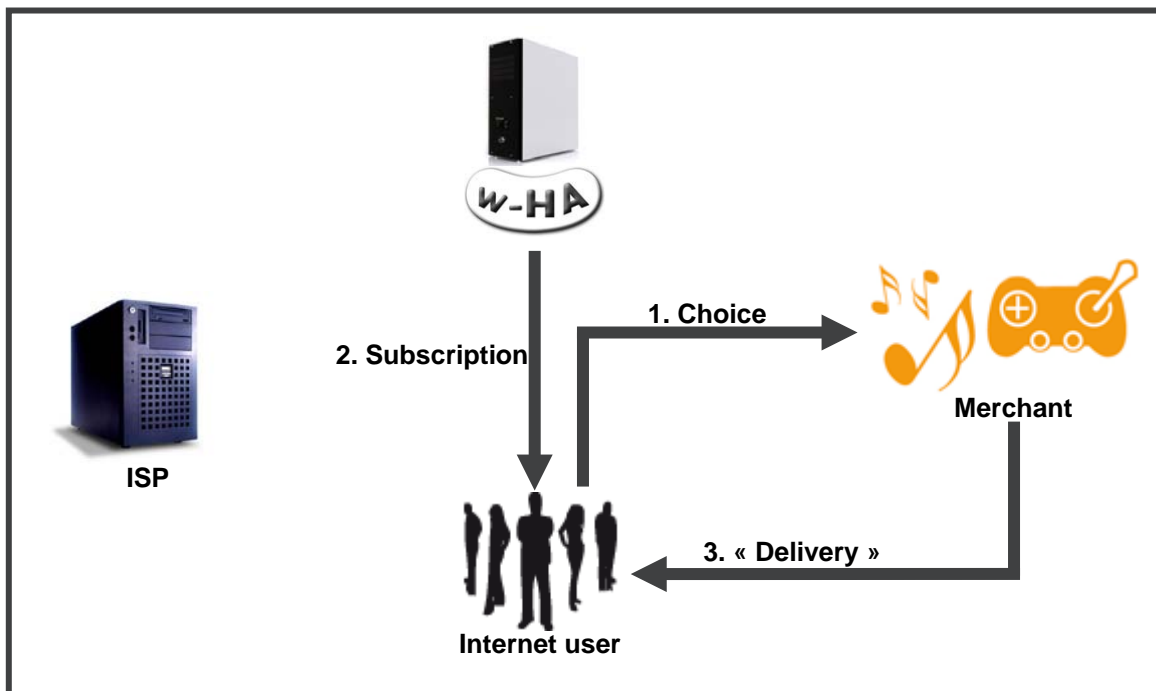 W-HA
1. Choice
2. Subscription
Merchant
ISP
3. « Delivery »
Internet user